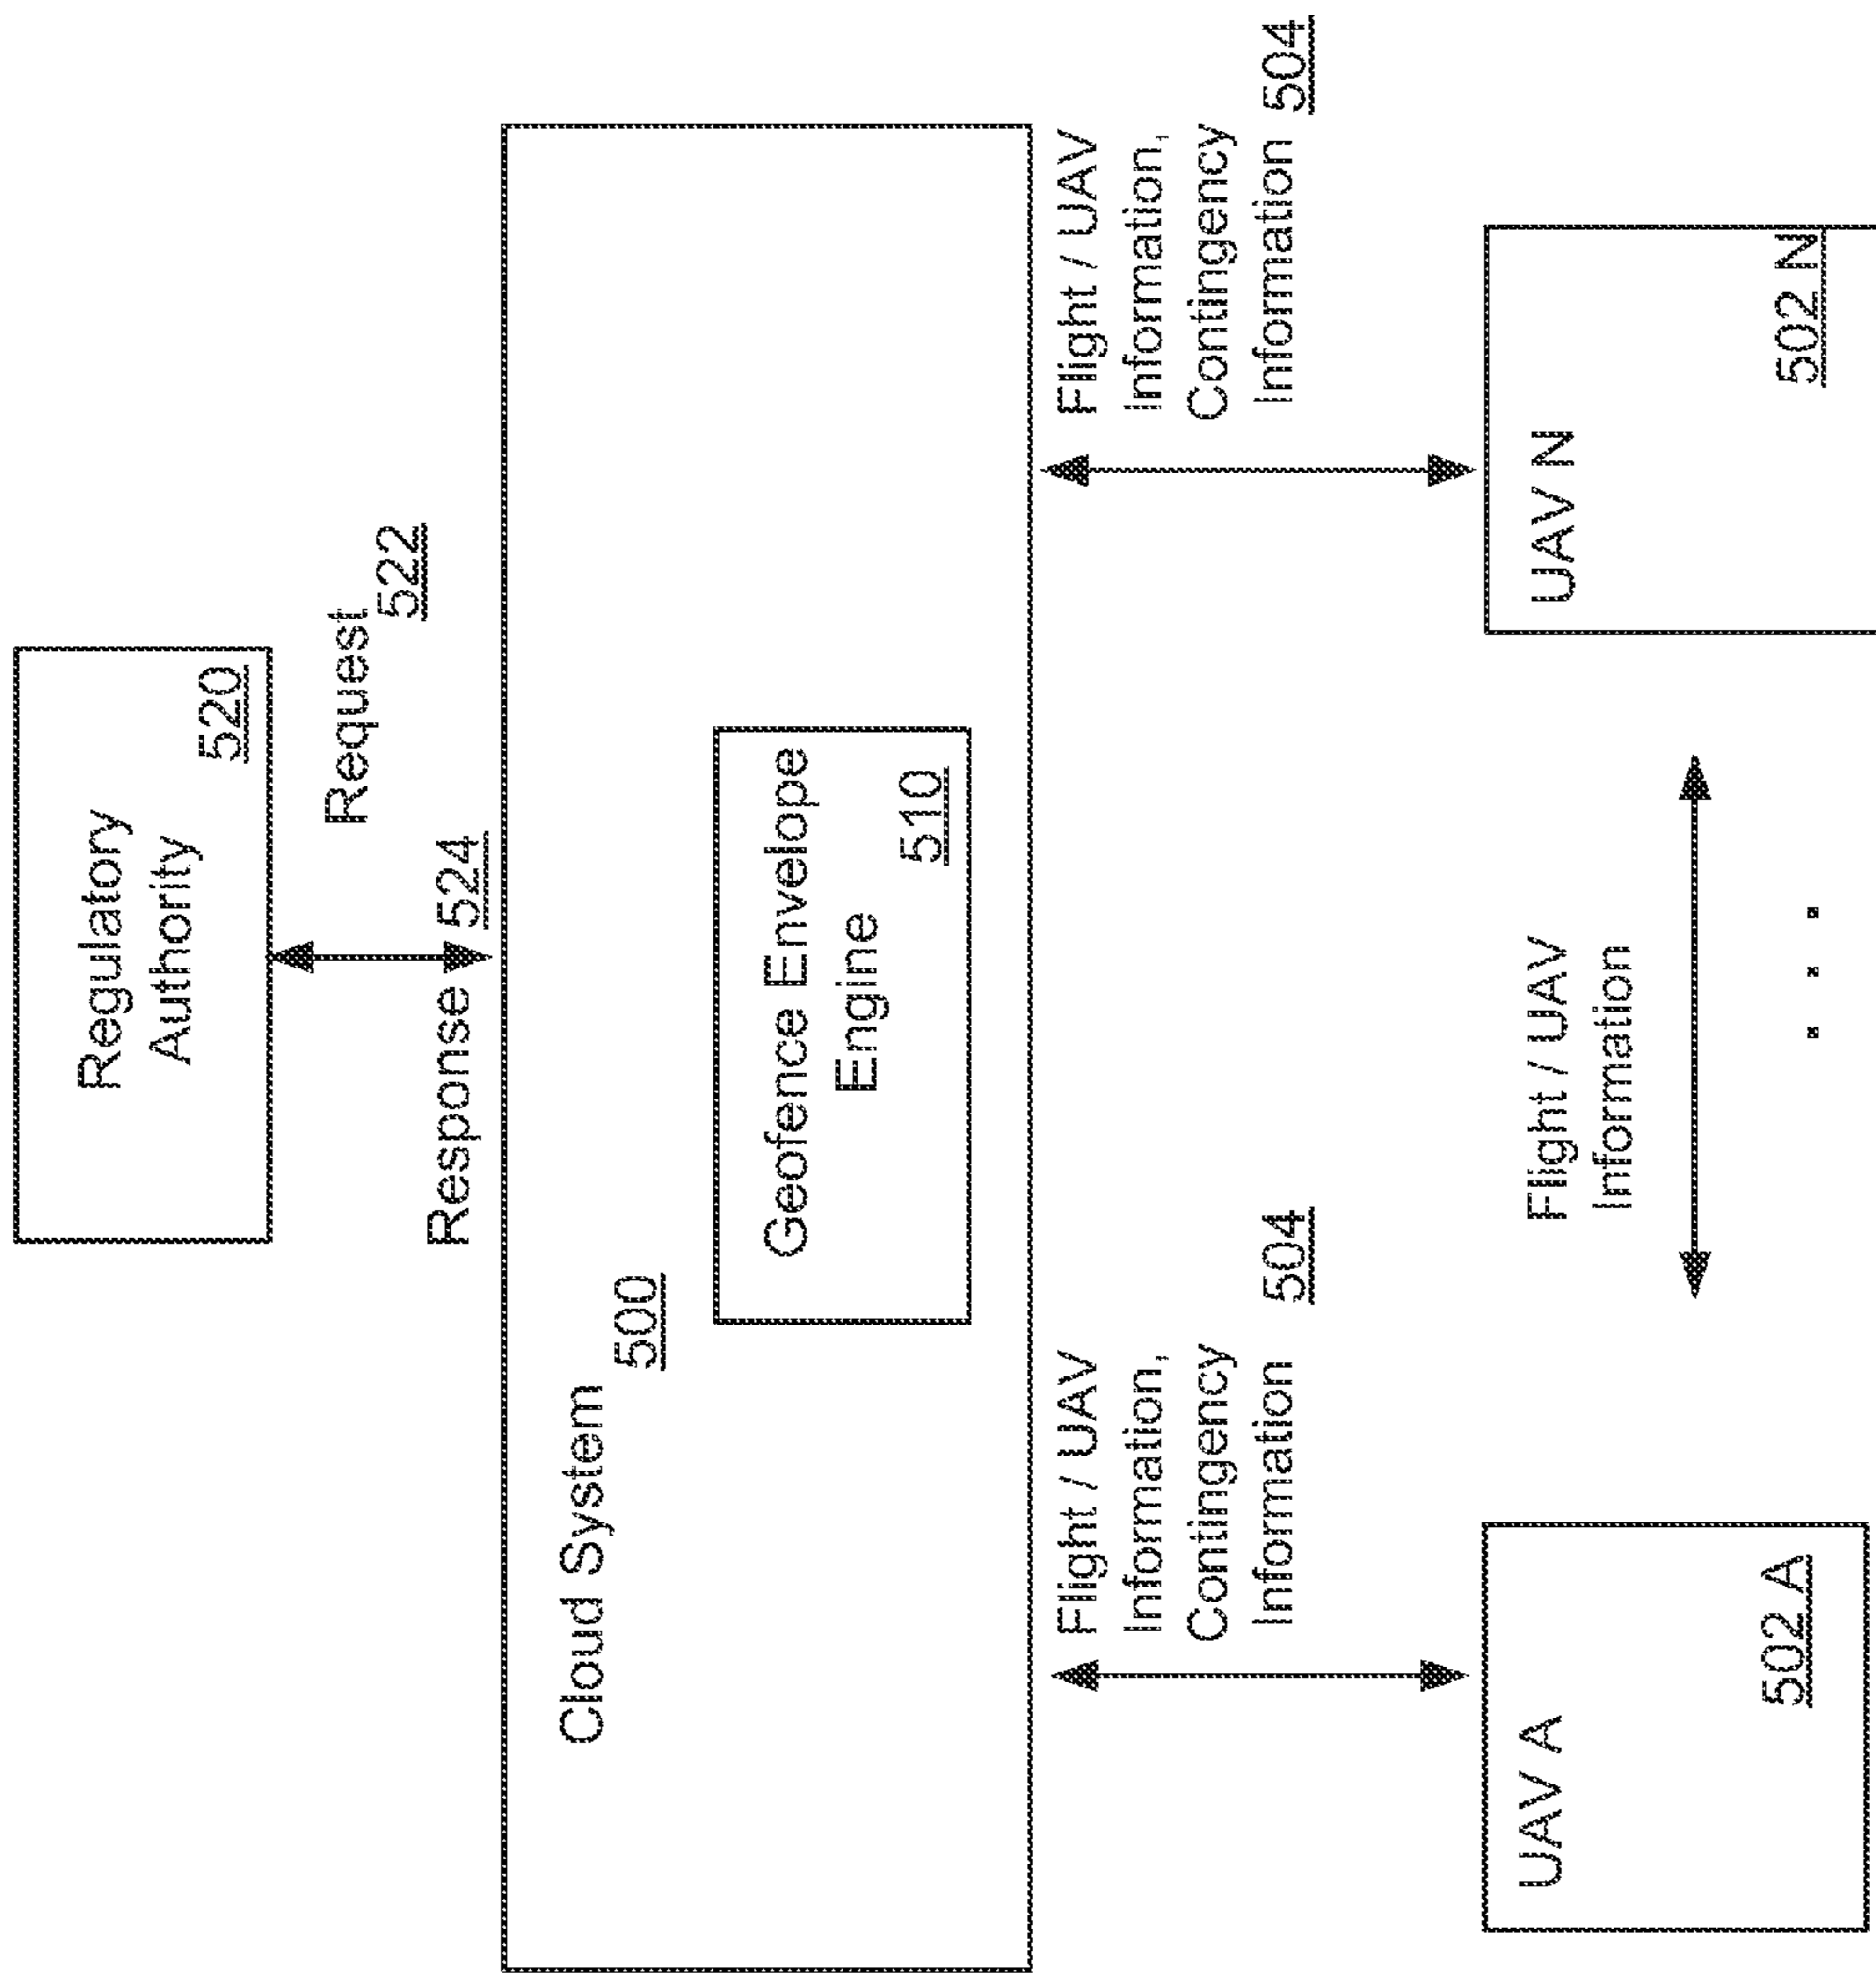 Regulatory
Authority
520
Request
522
Response 524
Cloud System
500
Geofence Envelope
Engine
510
Flight / UAV
Information,
Contingency
Information
504
Flight / UAV
Information,
Contingency
Information 504
UAV A
502 A
Flight / UAV
Information
. . .
UAV N
502 N